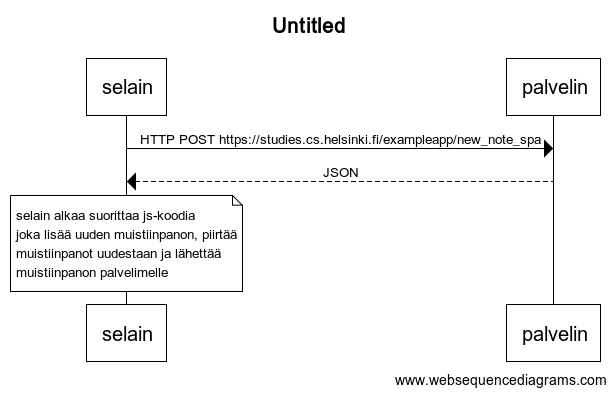 Untitled
selain
palvelin
HTTP POST https://studies.cs.helsinki.fi/exampleapp/new_note_spa
JSON
selain alkaa suorittaa js-koodia
joka lisää uuden muistiinpanon, piirtää
muistiinpanot uudestaan ja lähettää
muistiinpanon palvelimelle
selain
palvelin
www.websequencediagrams.com